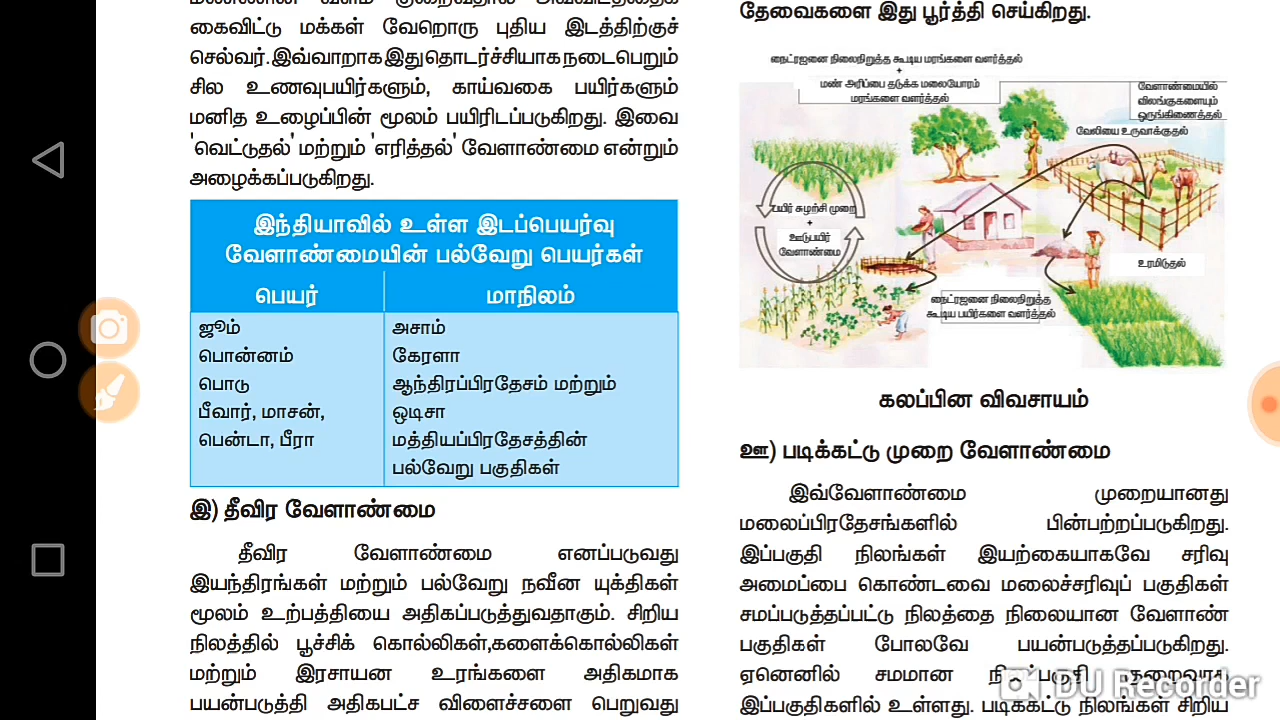 கைவிட்டு மக்கள் வேறொரு புதிய இடத்திற்குச்
செல்வர். இவ்வாறாக இது தொடர்ச்சியாக நடைபெறும்
சில உணவுபயிர்களும், காய்வகை பயிர்களும்
மனித உழைப்பின் மூலம் பயிரிடப்படுகிறது. இவை
'வெட்டுதல்' மற்றும் 'எரித்தல்' வேளாண்மை என்றும்
அழைக்கப்படுகிறது.
இந்தியாவில் உள்ள இடப்பெயர்வு
வேளாண்மையின் பல்வேறு பெயர்கள்
பெயர் மாநிலம்
ஜூம் அசாம்
பொன்னம் கேரளா
பொடு ஆந்திரப்பிரதேசம் மற்றும்
பீவார், மாசன், ஒடிசா
பென்டா, பீரா மத்தியப்பிரதேசத்தின்
பல்வேறு பகுதிகள்
இ) தீவிர வேளாண்மை
தீவிர வேளாண்மை எனப்படுவது
இயந்திரங்கள் மற்றும் பல்வேறு நவீன யுக்திகள்
மூலம் உற்பத்தியை அதிகப்படுத்துவதாகும். சிறிய
நிலத்தில் பூச்சிக் கொல்லிகள்,களைக்கொல்லிகள்
மற்றும் இரசாயன உரங்களை அதிகமாக
பயன்படுத்தி அதிகபட்ச விளைச்சளை பெறுவது
தேவைகளை இது பூர்த்தி செய்கிறது.
நைட்ரஜனை நிலைநிறுத்த கூடிய மரங்களை வளர்த்தல்
+
மண் அரிப்பை தடுக்க மலையோரம்
மரங்களை வளர்த்தல்
வேளாண்மையில்
விலங்குகளையும்
ஒருங்கிணைத்தல்
வேலியை உருவாக்குதல்
பயிர் சுழற்சி முறை
+
ஊடுபயிர்
வேளாண்மை
உரமிடுதல்
நைட்ரஜனை நிலைநிறுத்த
கூடிய பயிர்களை வளர்த்தல்
கலப்பின விவசாயம்
ஊ) படிக்கட்டு முறை வேளாண்மை
இவ்வேளாண்மை முறையானது
மலைப்பிரதேசங்களில் பின்பற்றப்படுகிறது.
இப்பகுதி நிலங்கள் இயற்கையாகவே சரிவு
அமைப்பை கொண்டவை மலைச்சரிவுப் பகுதிகள்
சமப்படுத்தப்பட்டு நிலத்தை நிலையான வேளாண்
பகுதிகள் போலவே பயன்படுத்தப்படுகிறது.
ஏனெனில் சமமான
இப்பகுதிகளில் உள்ளது. படிக்கட்டு நிலங்கள் சிறிய
DU Recorder